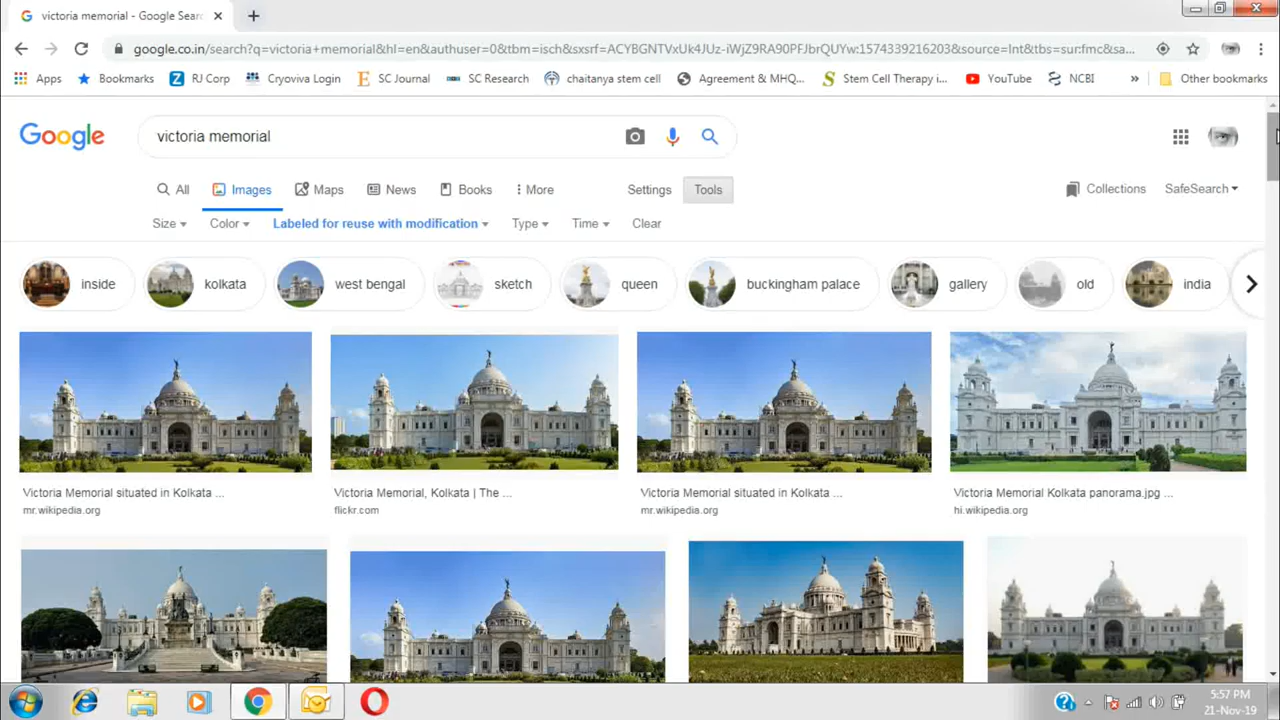 victoria memorial - Google Searc
google.co.in/search?q=victoria+memorial&hl=en&authuser=0&tbm=isch&sxsrf=ACYBGNTVxUk4JUz-iWjZ9RA90PFJbrQUYw:1574339216203&source=lnt&tbs=sur:fmc&sa...
Apps Bookmarks RJ Corp Cryoviva Login SC Journal SC Research chaitanya stem cell Agreement & MHQ... Stem Cell Therapy i... YouTube NCBI » Other bookmarks
Google victoria memorial
All Images Maps News Books More Settings Tools Collections SafeSearch
Size Color Labeled for reuse with modification Type Time Clear
inside kolkata west bengal sketch queen buckingham palace gallery old india
Victoria Memorial situated in Kolkata ... Victoria Memorial, Kolkata | The ... Victoria Memorial situated in Kolkata ... Victoria Memorial Kolkata panorama.jpg ...
mr.wikipedia.org flickr.com mr.wikipedia.org hi.wikipedia.org
5:57 PM
21-Nov-19